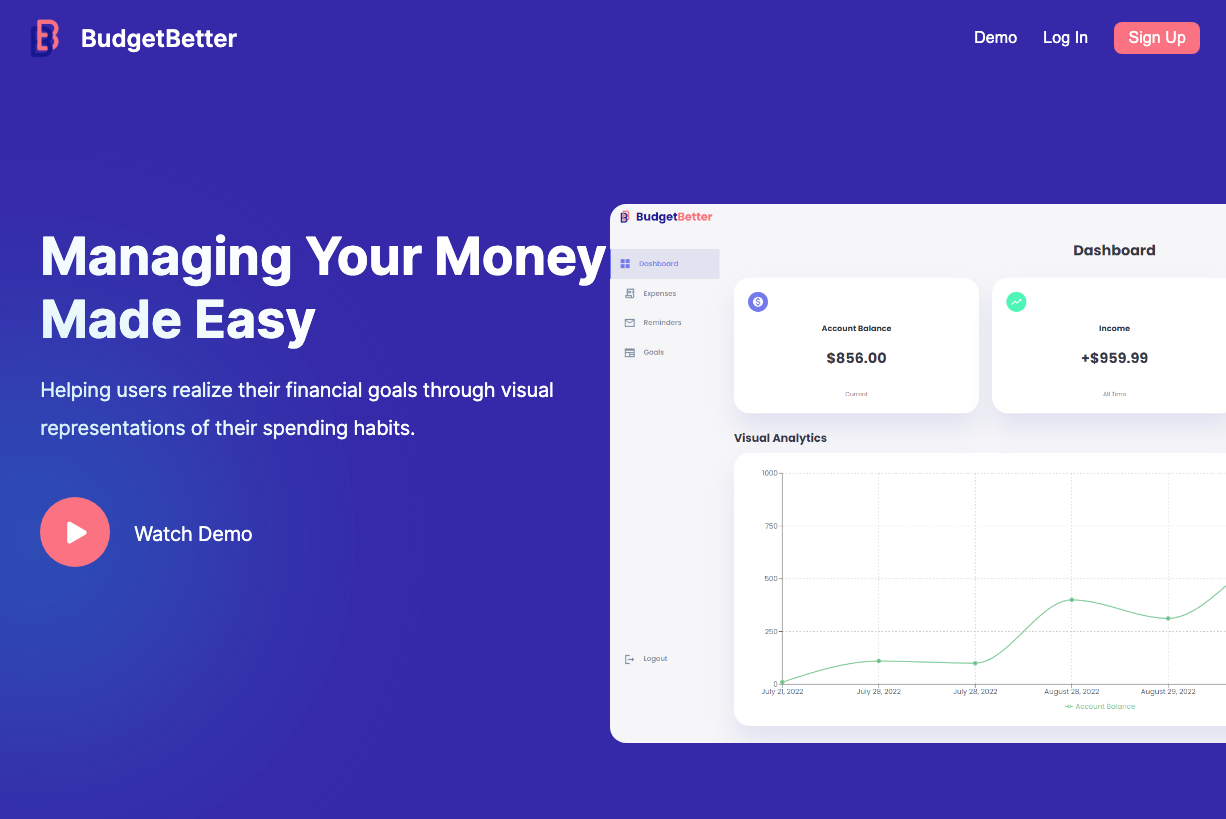 BudgetBetter
Demo
Log In
Sign Up
Managing Your Money
Made Easy
Helping users realize their financial goals through visual
representations of their spending habits.
Watch Demo
BudgetBetter
Dashboard
Expenses
Reminders
Goals
Logout
Dashboard
Account Balance
$856.00
Current
Income
+$959.99
All Time
Visual Analytics
1000
750
500
250
0
July 21, 2022
July 28, 2022
July 28, 2022
August 28, 2022
August 29, 2022
Account Balance